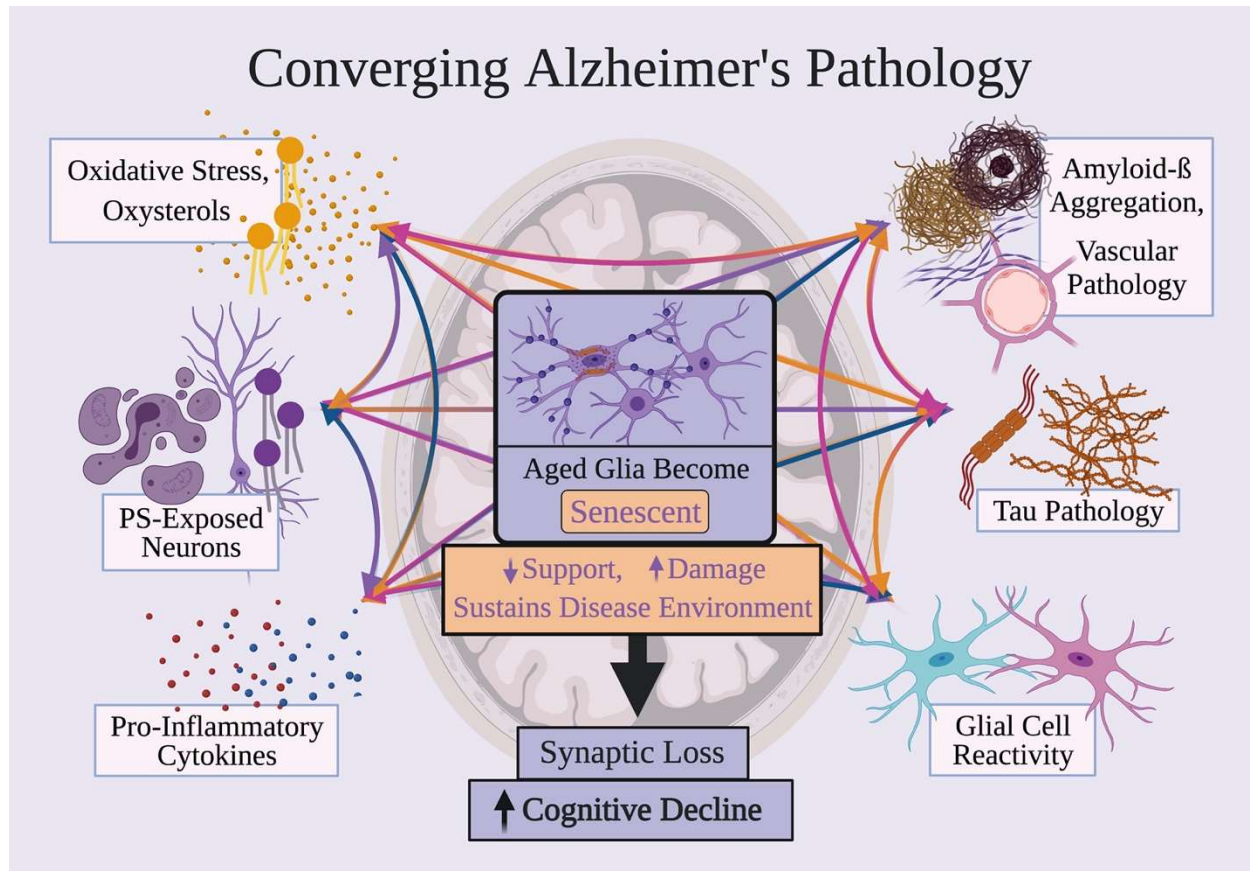 Converging Alzheimer's Pathology
Oxidative Stress,
Oxysterols
Amyloid-ß
Aggregation,
Vascular
Pathology
PS-Exposed
Neurons
Aged Glia Become
Senescent
Tau Pathology
↓Support, ↑Damage
Sustains Disease Environment
Pro-Inflammatory
Cytokines
Glial Cell
Reactivity
Synaptic Loss
↑ Cognitive Decline